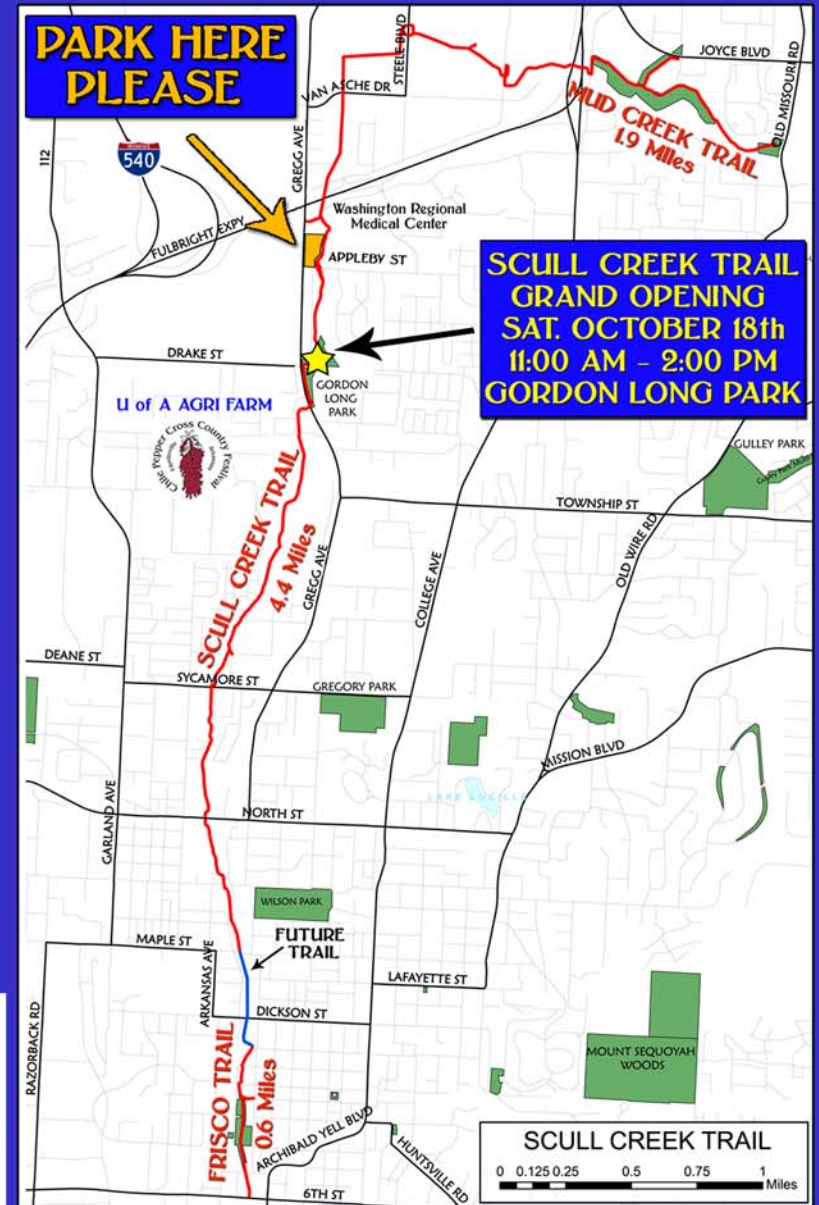 PARK HERE
PLEASE
STEELE BLVD
JOYCE BLVD
OLD MISSOURI RD
VAN ASCHE DR
MUD CREEK TRAIL
1.9 Miles
112
540
GREGG AVE
FULBRIGHT EXPY
Washington Regional
Medical Center
APPLEBY ST
SCULL CREEK TRAIL
GRAND OPENING
SAT. OCTOBER 18th
11:00 AM - 2:00 PM
GORDON LONG PARK
DRAKE ST
GORDON
LONG
PARK
U of A AGRI FARM
Chile Pepper Cross Country Festival
GULLEY PARK
TOWNSHIP ST
OLD WIRE RD
SCULL CREEK TRAIL
4.4 Miles
GREGG AVE
COLLEGE AVE
DEANE ST
SYCAMORE ST
GREGORY PARK
MISSION BLVD
LAKE LUCILLE
GARLAND AVE
NORTH ST
WILSON PARK
FUTURE
TRAIL
MAPLE ST
ARKANSAS AVE
LAFAYETTE ST
DICKSON ST
RAZORBACK RD
MOUNT SEQUOYAH
WOODS
FRISCO TRAIL
0.6 Miles
ARCHIBALD YELL BLVD
HUNTSVILLE RD
6TH ST
SCULL CREEK TRAIL
0 0.125 0.25 0.5 0.75 1
Miles